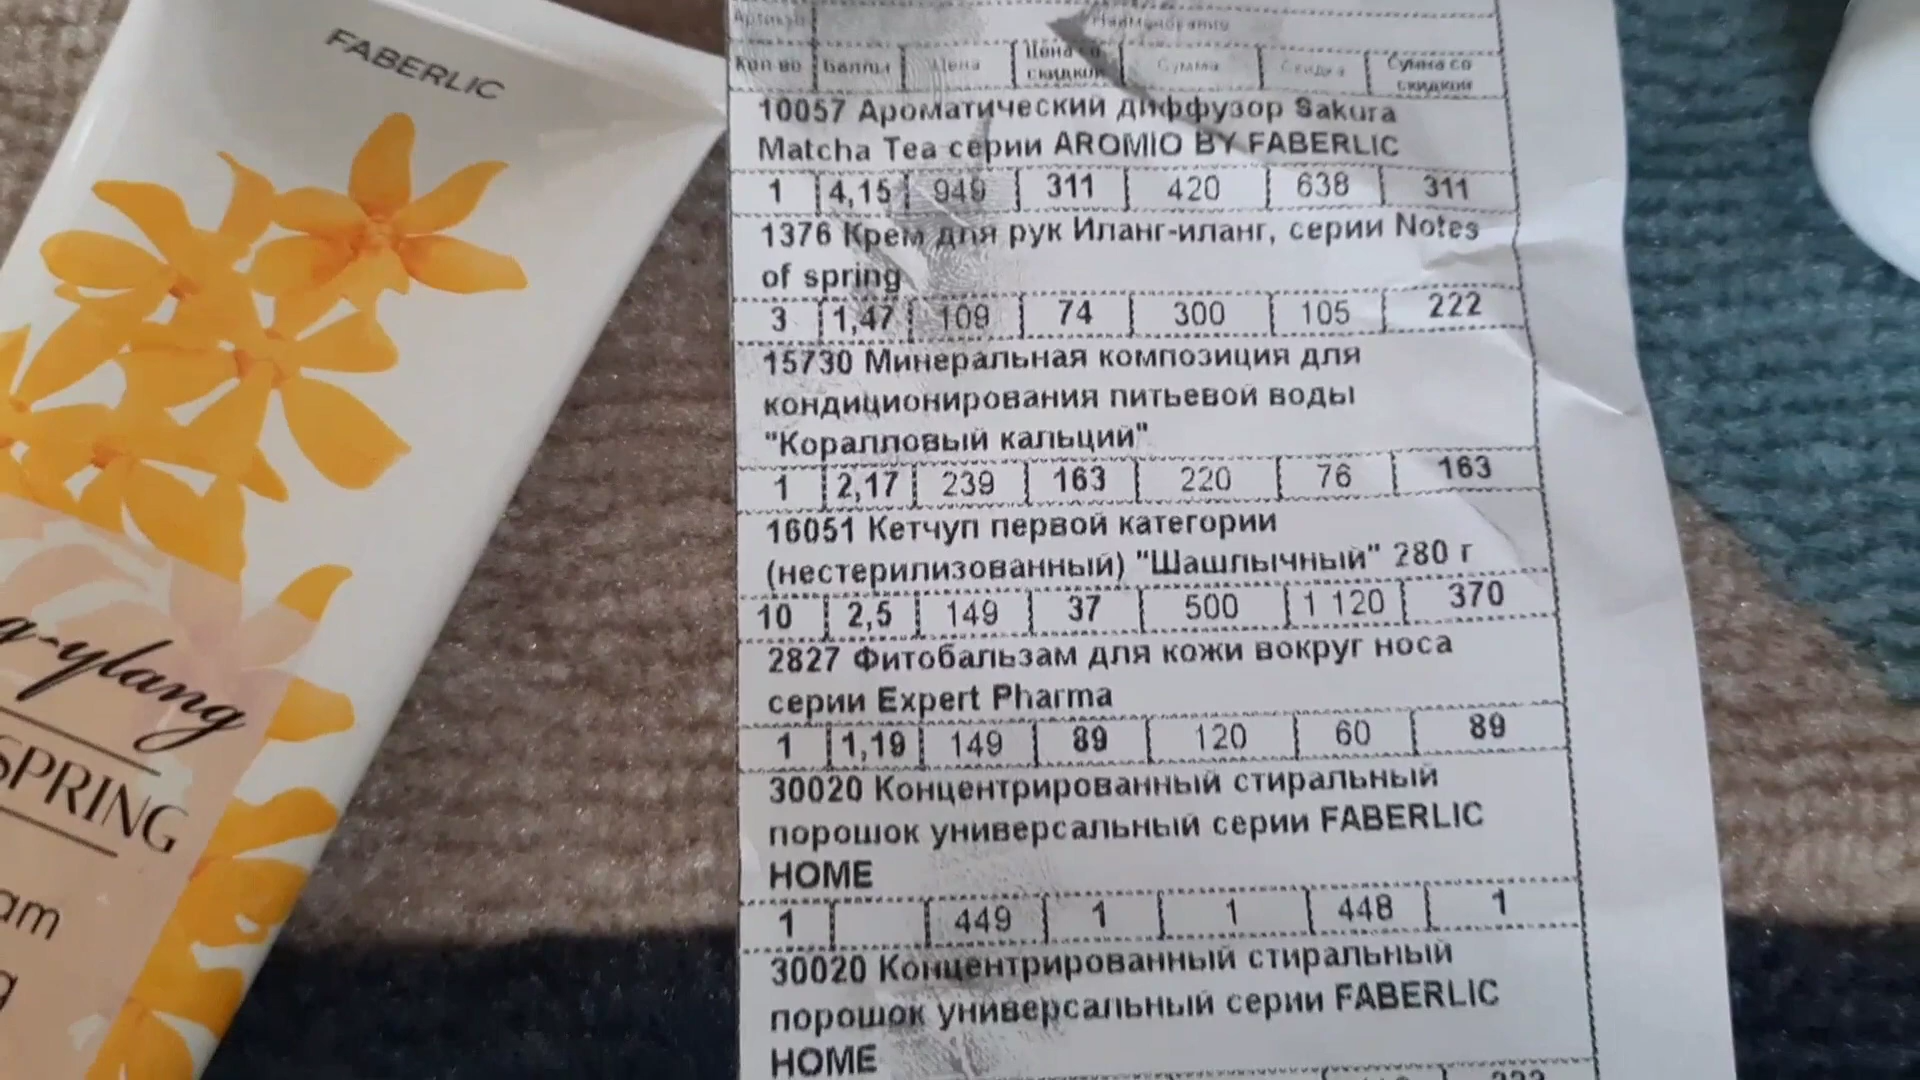 FABERLIC
g-ylang
SPRING
am
g
Артикул Наименование
Кол-во Баллы Цена Цена со скидкой Сумма Скидка Сумма со скидкой
10057 Ароматический диффузор Sakura
Matcha Tea серии AROMIO BY FABERLIC
1 4,15 949 311 420 638 311
1376 Крем для рук Иланг-иланг, серии Notes
of spring
3 1,47 109 74 300 105 222
15730 Минеральная композиция для
кондиционирования питьевой воды
"Коралловый кальций"
1 2,17 239 163 220 76 163
16051 Кетчуп первой категории
(нестерилизованный) "Шашлычный" 280 г
10 2,5 149 37 500 1 120 370
2827 Фитобальзам для кожи вокруг носа
серии Expert Pharma
1 1,19 149 89 120 60 89
30020 Концентрированный стиральный
порошок универсальный серии FABERLIC
HOME
1 449 1 1 448 1
30020 Концентрированный стиральный
порошок универсальный серии FABERLIC
HOME